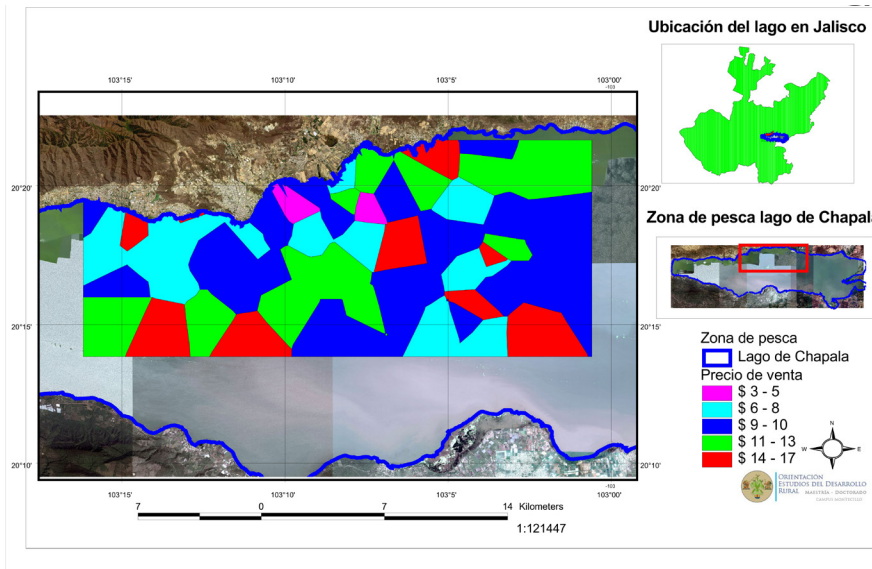 Ubicación del lago en Jalisco
103°15'
103°10'
103°5'
103°00'
-103
20°20'
20°20'
20°15'
20°15'
20°10'
20°10'
103°15'
103°10'
103°5'
103°00'
-103
Zona de pesca lago de Chapala
Zona de pesca
Lago de Chapala
Precio de venta
$ 3 - 5
$ 6 - 8
$ 9 - 10
$ 11 - 13
$ 14 - 17
N
W
E
S
ORIENTACIÓN
ESTUDIOS DEL DESARROLLO
RURAL MAESTRÍA - DOCTORADO
CAMPUS MONTECILLO
7
0
7
14 Kilometers
1:121447